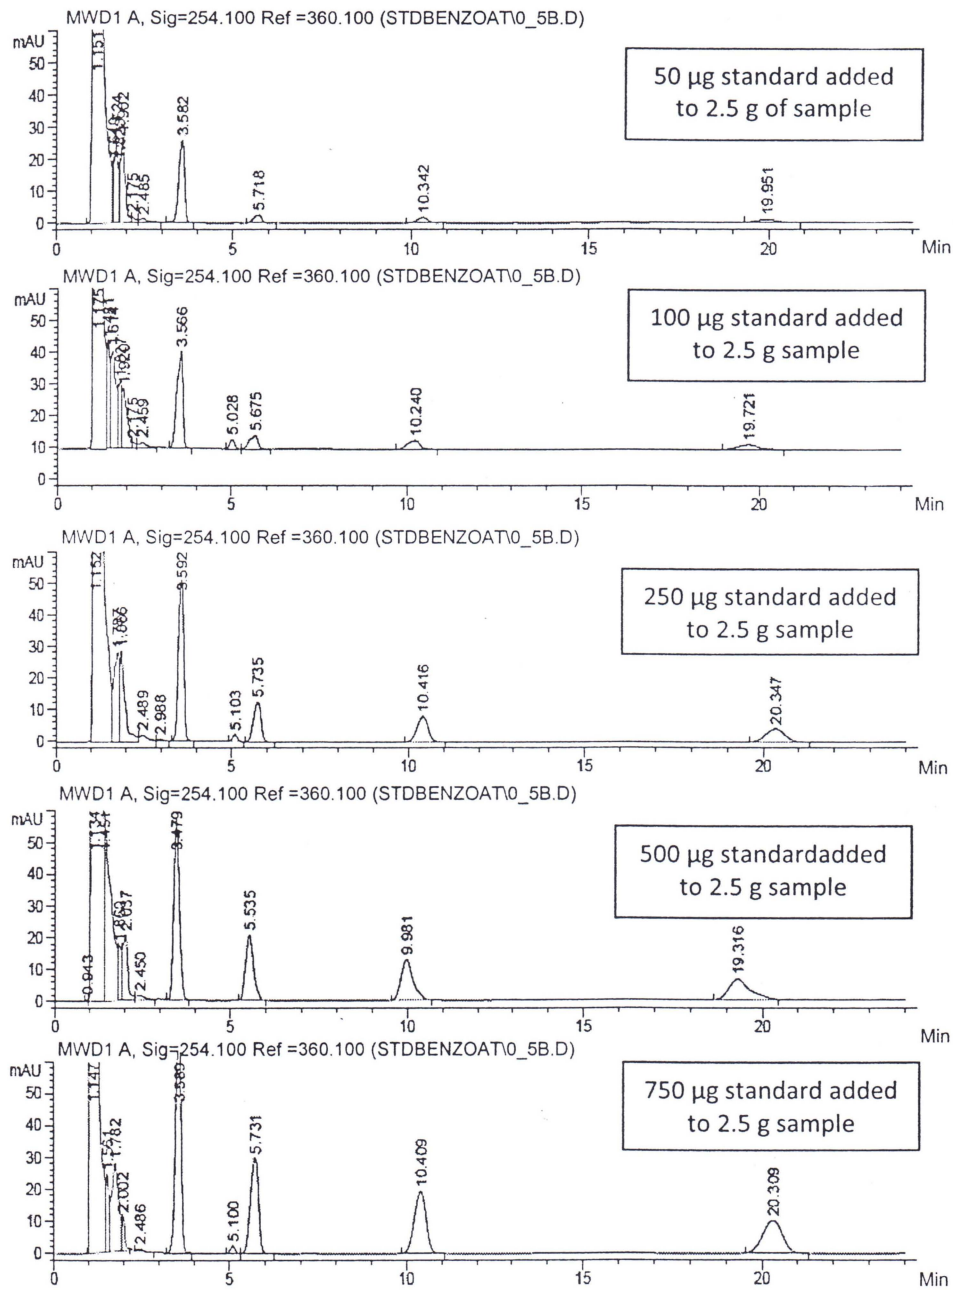 MWD1 A, Sig=254.100 Ref =360.100 (STDBENZOAT\0_5B.D)
mAU
50
40
30
20
10
0
1.151
2.175
2.485
3.582
5.718
10.342
19.951
50 µg standard added
to 2.5 g of sample
0 5 10 15 20 Min
MWD1 A, Sig=254.100 Ref =360.100 (STDBENZOAT\0_5B.D)
mAU
50
40
30
20
10
0
1.175
2.175
2.459
3.566
5.028
5.675
10.240
19.721
100 µg standard added
to 2.5 g sample
0 5 10 15 20 Min
MWD1 A, Sig=254.100 Ref =360.100 (STDBENZOAT\0_5B.D)
mAU
50
40
30
20
10
0
1.152
2.489
2.988
3.592
5.103
5.735
10.416
20.347
250 µg standard added
to 2.5 g sample
0 5 10 15 20 Min
MWD1 A, Sig=254.100 Ref =360.100 (STDBENZOAT\0_5B.D)
mAU
50
40
30
20
10
0
0.943
1.134
2.037
2.450
3.479
5.535
9.981
19.316
500 µg standardadded
to 2.5 g sample
0 5 10 15 20 Min
MWD1 A, Sig=254.100 Ref =360.100 (STDBENZOAT\0_5B.D)
mAU
50
40
30
20
10
0
1.147
1.782
2.002
2.486
3.589
5.100
5.731
10.409
20.309
750 µg standard added
to 2.5 g sample
0 5 10 20 Min